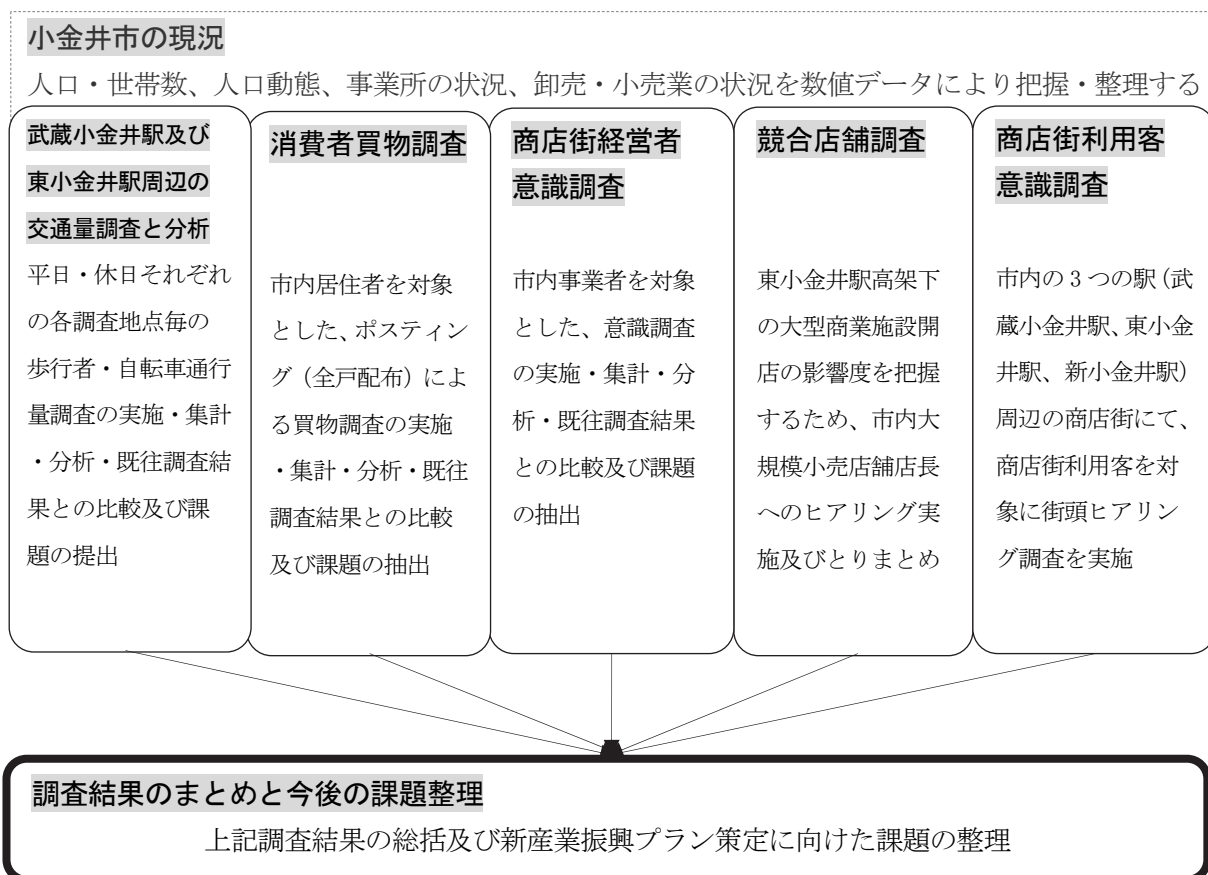 小金井市の現況
人口・世帯数、人口動態、事業所の状況、卸売・小売業の状況を数値データにより把握・整理する
武蔵小金井駅及び
東小金井駅周辺の
交通量調査と分析
平日・休日それぞれ
の各調査地点毎の
歩行者・自転車通行
量調査の実施・集計
・分析・既往調査結
果との比較及び課
題の提出
消費者買物調査
市内居住者を対象
とした、ポスティン
グ（全戸配布）によ
る買物調査の実施
・集計・分析・既往
調査結果との比較
及び課題の抽出
商店街経営者
意識調査
市内事業者を対象
とした、意識調査
の実施・集計・分
析・既往調査結果
との比較及び課題
の抽出
競合店舗調査
東小金井駅高架下
の大型商業施設開
店の影響度を把握
するため、市内大
規模小売店舗店長
へのヒアリング実
施及びとりまとめ
商店街利用客
意識調査
市内の 3 つの駅（武
蔵小金井駅、東小金
井駅、新小金井駅）
周辺の商店街にて、
商店街利用客を対
象に街頭ヒアリン
グ調査を実施
調査結果のまとめと今後の課題整理
上記調査結果の総括及び新産業振興プラン策定に向けた課題の整理